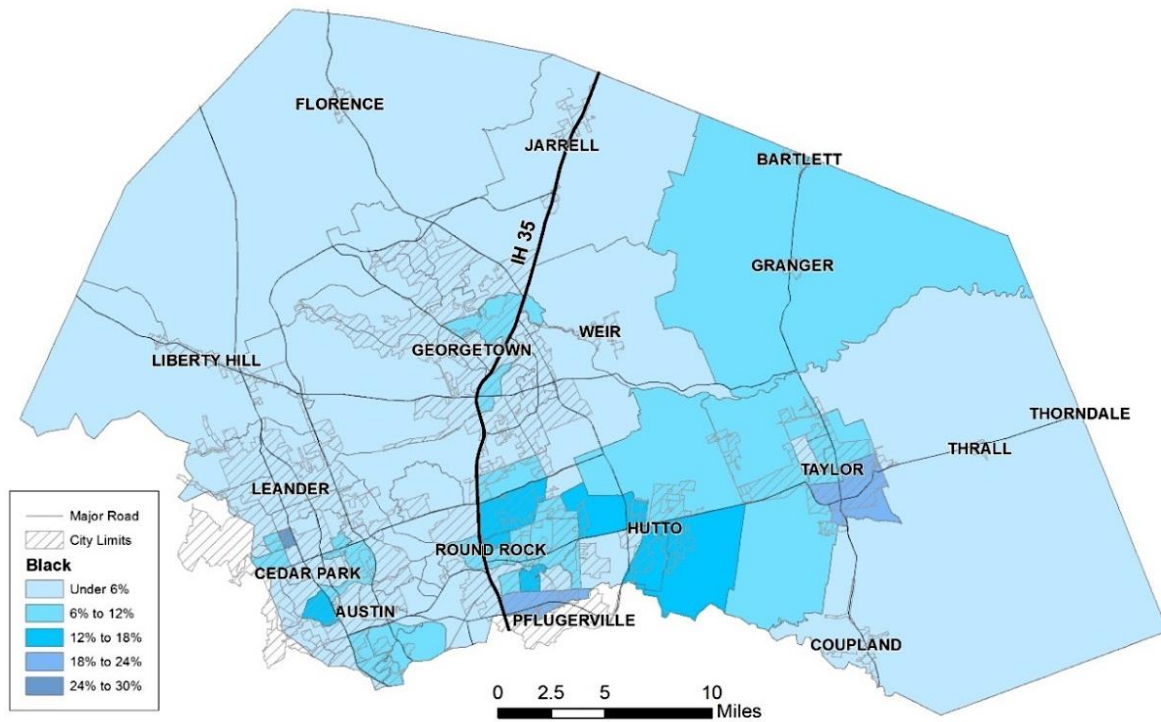 FLORENCE
JARRELL
BARTLETT
IH 35
GRANGER
WEIR
GEORGETOWN
LIBERTY HILL
THORNDALE
THRALL
TAYLOR
LEANDER
HUTTO
ROUND ROCK
CEDAR PARK
AUSTIN
PFLUGERVILLE
COUPLAND
Major Road
City Limits
Black
Under 6%
6% to 12%
12% to 18%
18% to 24%
24% to 30%
0 2.5 5 10
Miles